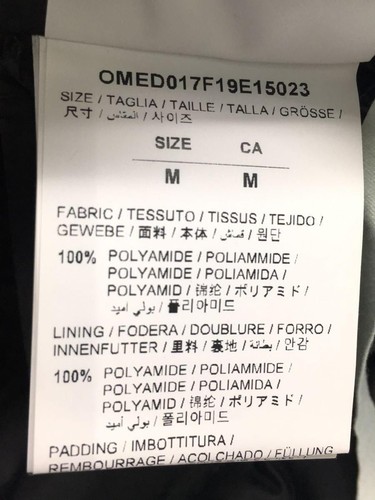 OMED017F19E15023
SIZE / TAGLIA / TAILLE / TALLA / GRÖSSE /
尺寸 / المقاس / 사이즈
SIZE CA
M M
FABRIC / TESSUTO / TISSUS / TEJIDO /
GEWEBE / 面料 / 本体 / قماش / 원단
100% POLYAMIDE / POLIAMMIDE /
POLYAMIDE / POLIAMIDA /
POLYAMID / 锦纶 / ポリアミド /
بولي أميد / 폴리아미드
LINING / FODERA / DOUBLURE / FORRO /
INNENFUTTER / 里料 / 裏地 / بطانة / 안감
100% POLYAMIDE / POLIAMMIDE /
POLYAMIDE / POLIAMIDA /
POLYAMID / 锦纶 / ポリアミド /
بولي أميد / 폴리아미드
PADDING / IMBOTTITURA /
REMBOURRAGE / ACOLCHADO / FÜLLUNG